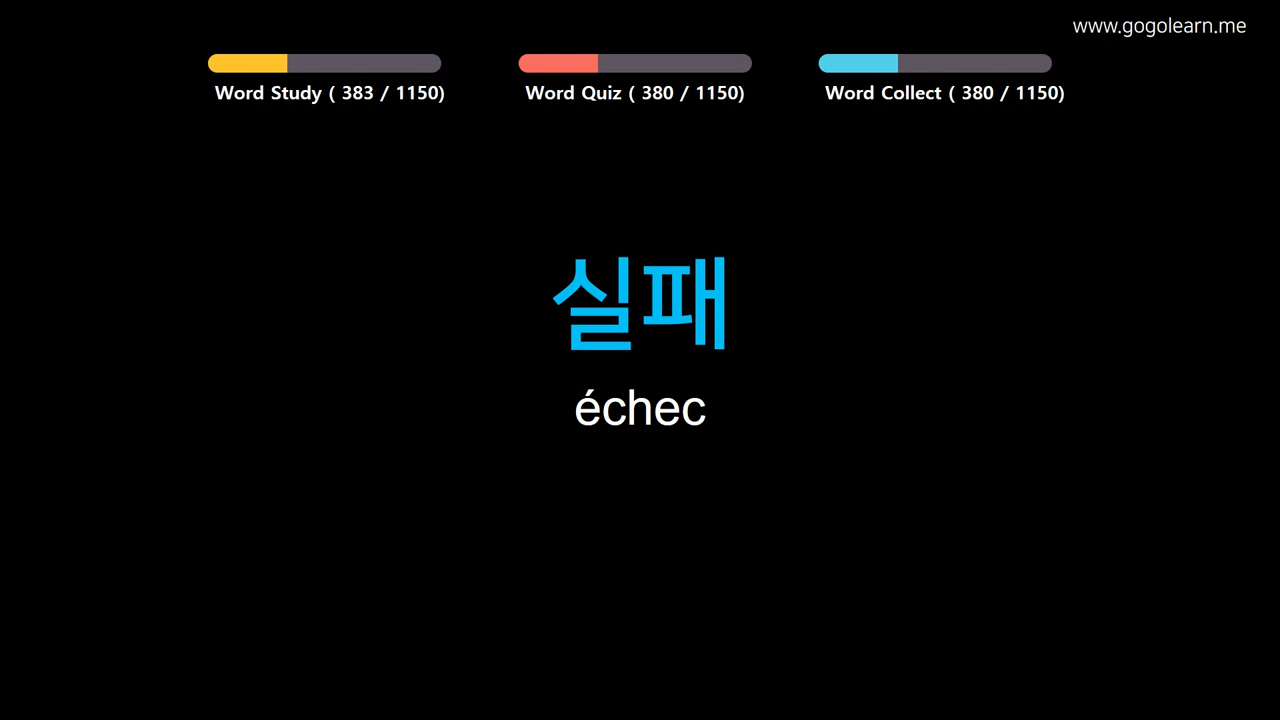 www.gogolearn.me
Word Study ( 383 / 1150)
Word Quiz ( 380 / 1150)
Word Collect ( 380 / 1150)
실패
échec